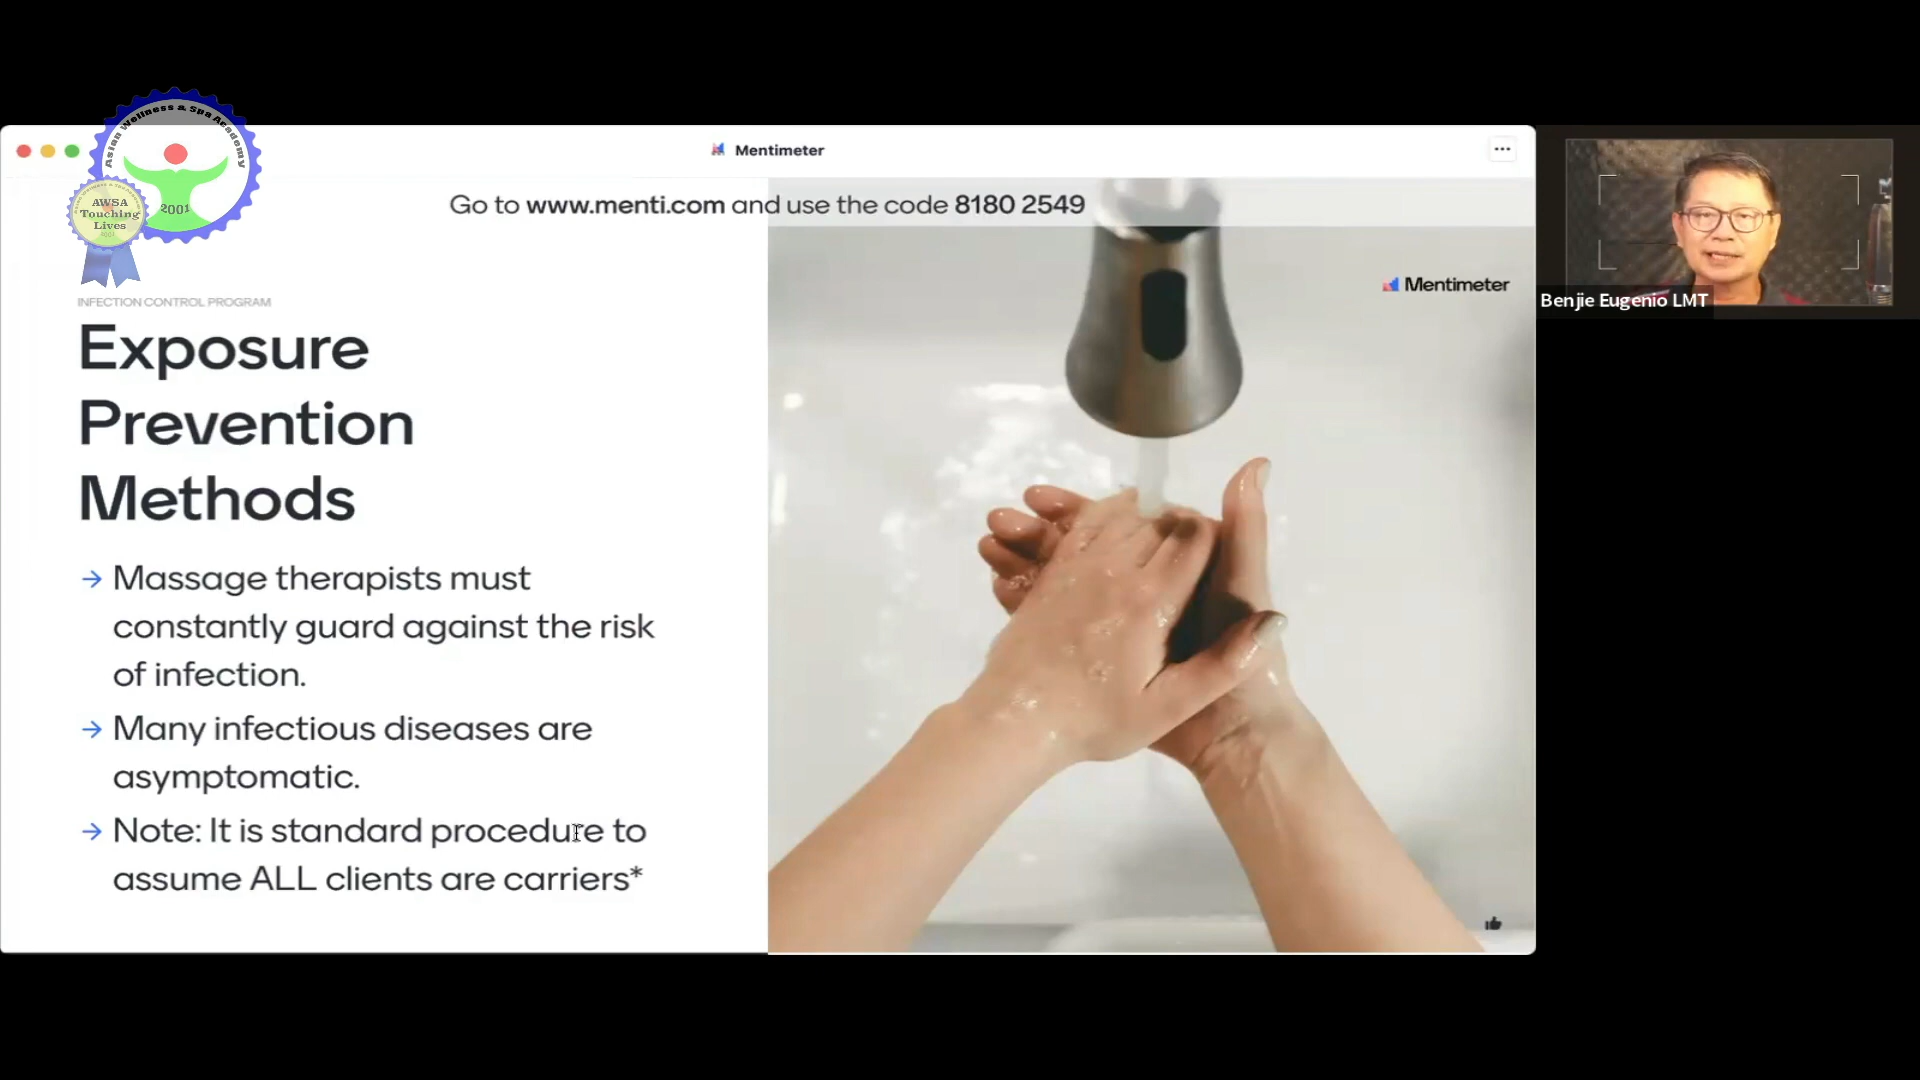 Asian Wellness & Spa Academy
2001
AWSA
Touching
Lives
2001
Mentimeter
Go to www.menti.com and use the code 8180 2549
Mentimeter
Benjie Eugenio LMT
INFECTION CONTROL PROGRAM
Exposure
Prevention
Methods
→ Massage therapists must
constantly guard against the risk
of infection.
→ Many infectious diseases are
asymptomatic.
→ Note: It is standard procedure to
assume ALL clients are carriers*